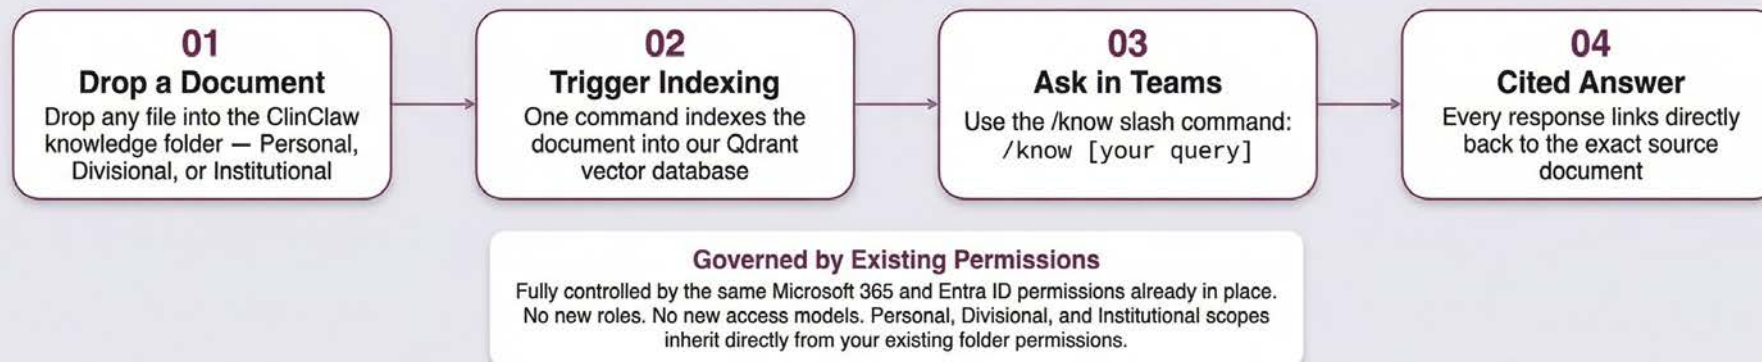 01
Drop a Document
Drop any file into the ClinClaw
knowledge folder — Personal,
Divisional, or Institutional
02
Trigger Indexing
One command indexes the
document into our Qdrant
vector database
03
Ask in Teams
Use the /know slash command:
/know [your query]
04
Cited Answer
Every response links directly
back to the exact source
document
Governed by Existing Permissions
Fully controlled by the same Microsoft 365 and Entra ID permissions already in place.
No new roles. No new access models. Personal, Divisional, and Institutional scopes
inherit directly from your existing folder permissions.